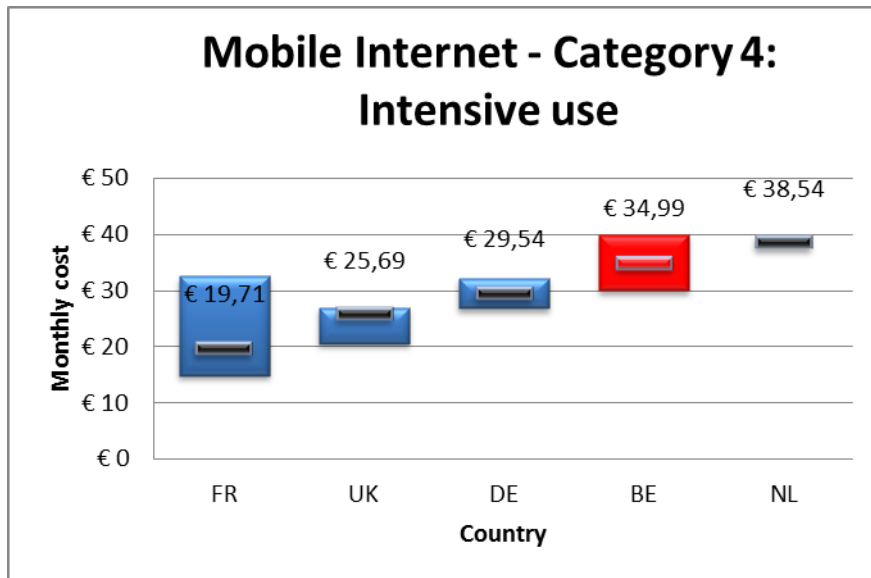 Mobile Internet - Category 4:
Intensive use
Monthly cost
€ 50
€ 40
€ 30
€ 20
€ 10
€ 0
€ 19,71
€ 25,69
€ 29,54
€ 34,99
€ 38,54
FR UK DE BE NL
Country